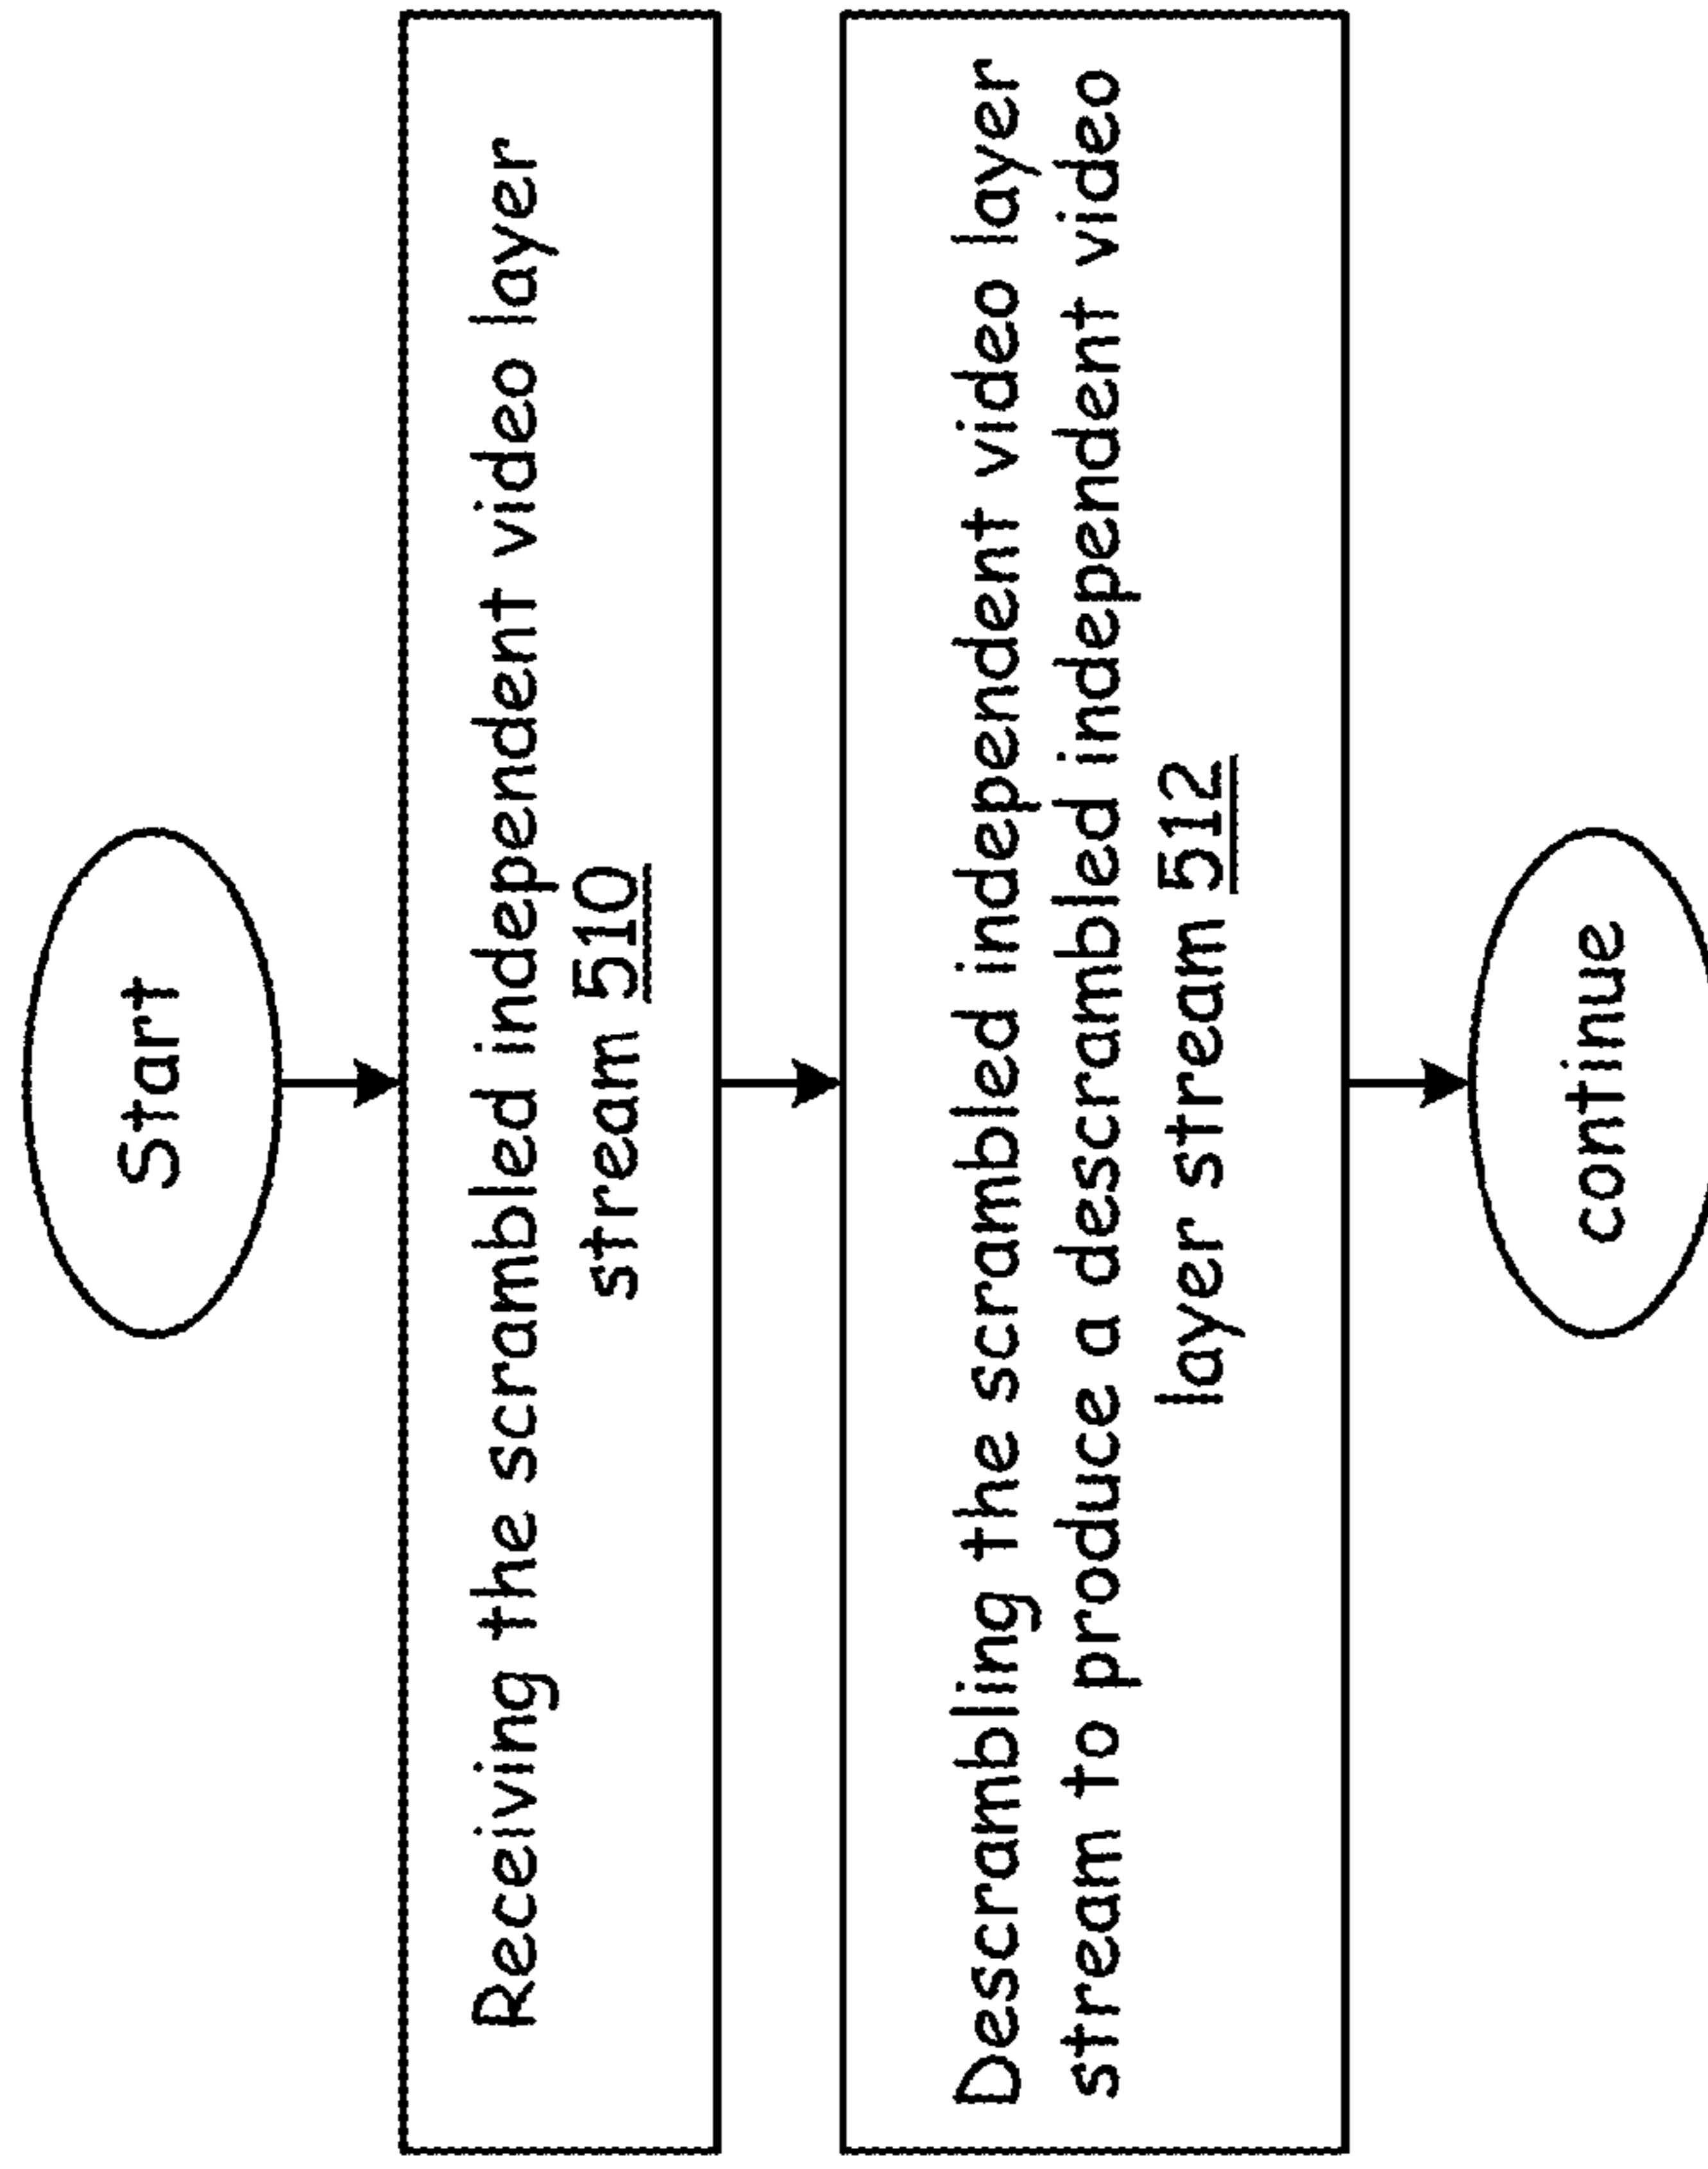 Start
Receiving the scrambled independent video layer
stream 510
Descrambling the scrambled independent video layer
stream to produce a descrambled independent video
layer stream 512
continue